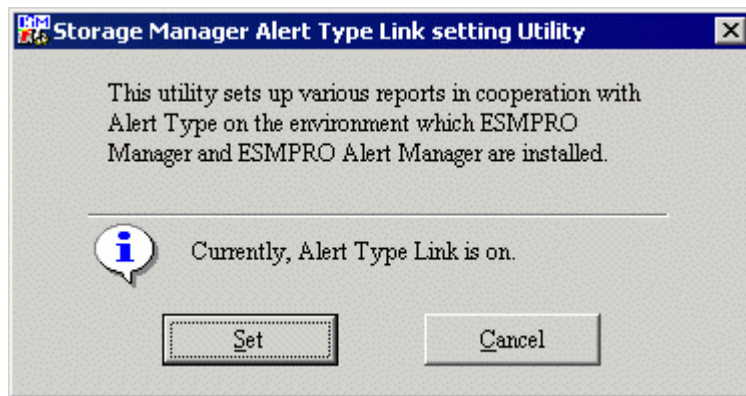 Storage Manager Alert Type Link setting Utility
This utility sets up various reports in cooperation with
Alert Type on the environment which ESMPRO
Manager and ESMPRO Alert Manager are installed.
Currently, Alert Type Link is on.
Set
Cancel